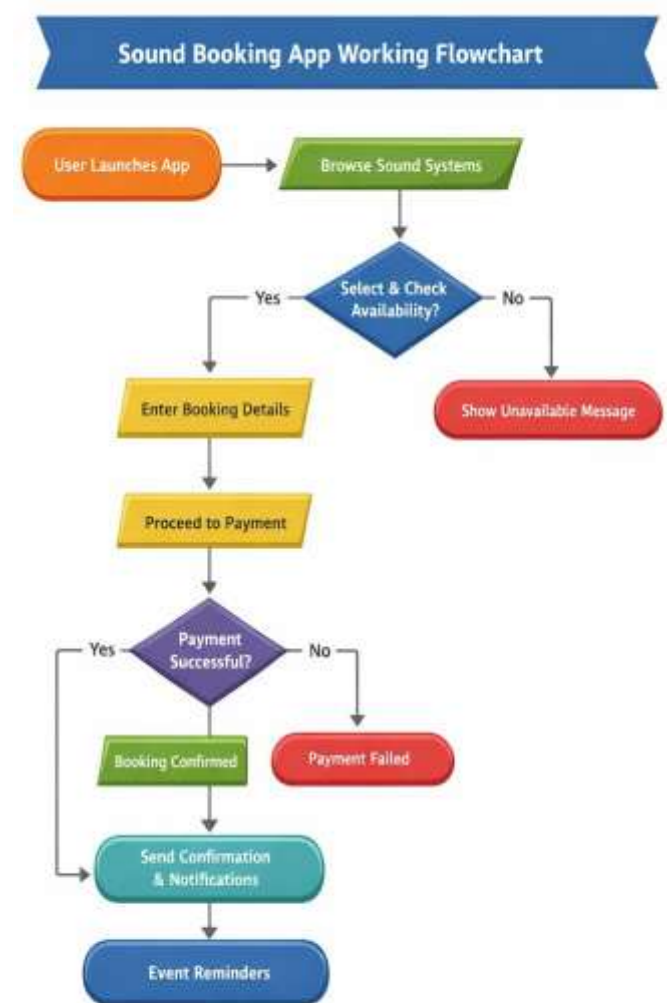 Sound Booking App Working Flowchart
User Launches App
Browse Sound Systems
Select & Check
Availability?
Yes
No
Enter Booking Details
Show Unavailable Message
Proceed to Payment
Payment
Successful?
Yes
No
Booking Confirmed
Payment Failed
Send Confirmation
& Notifications
Event Reminders